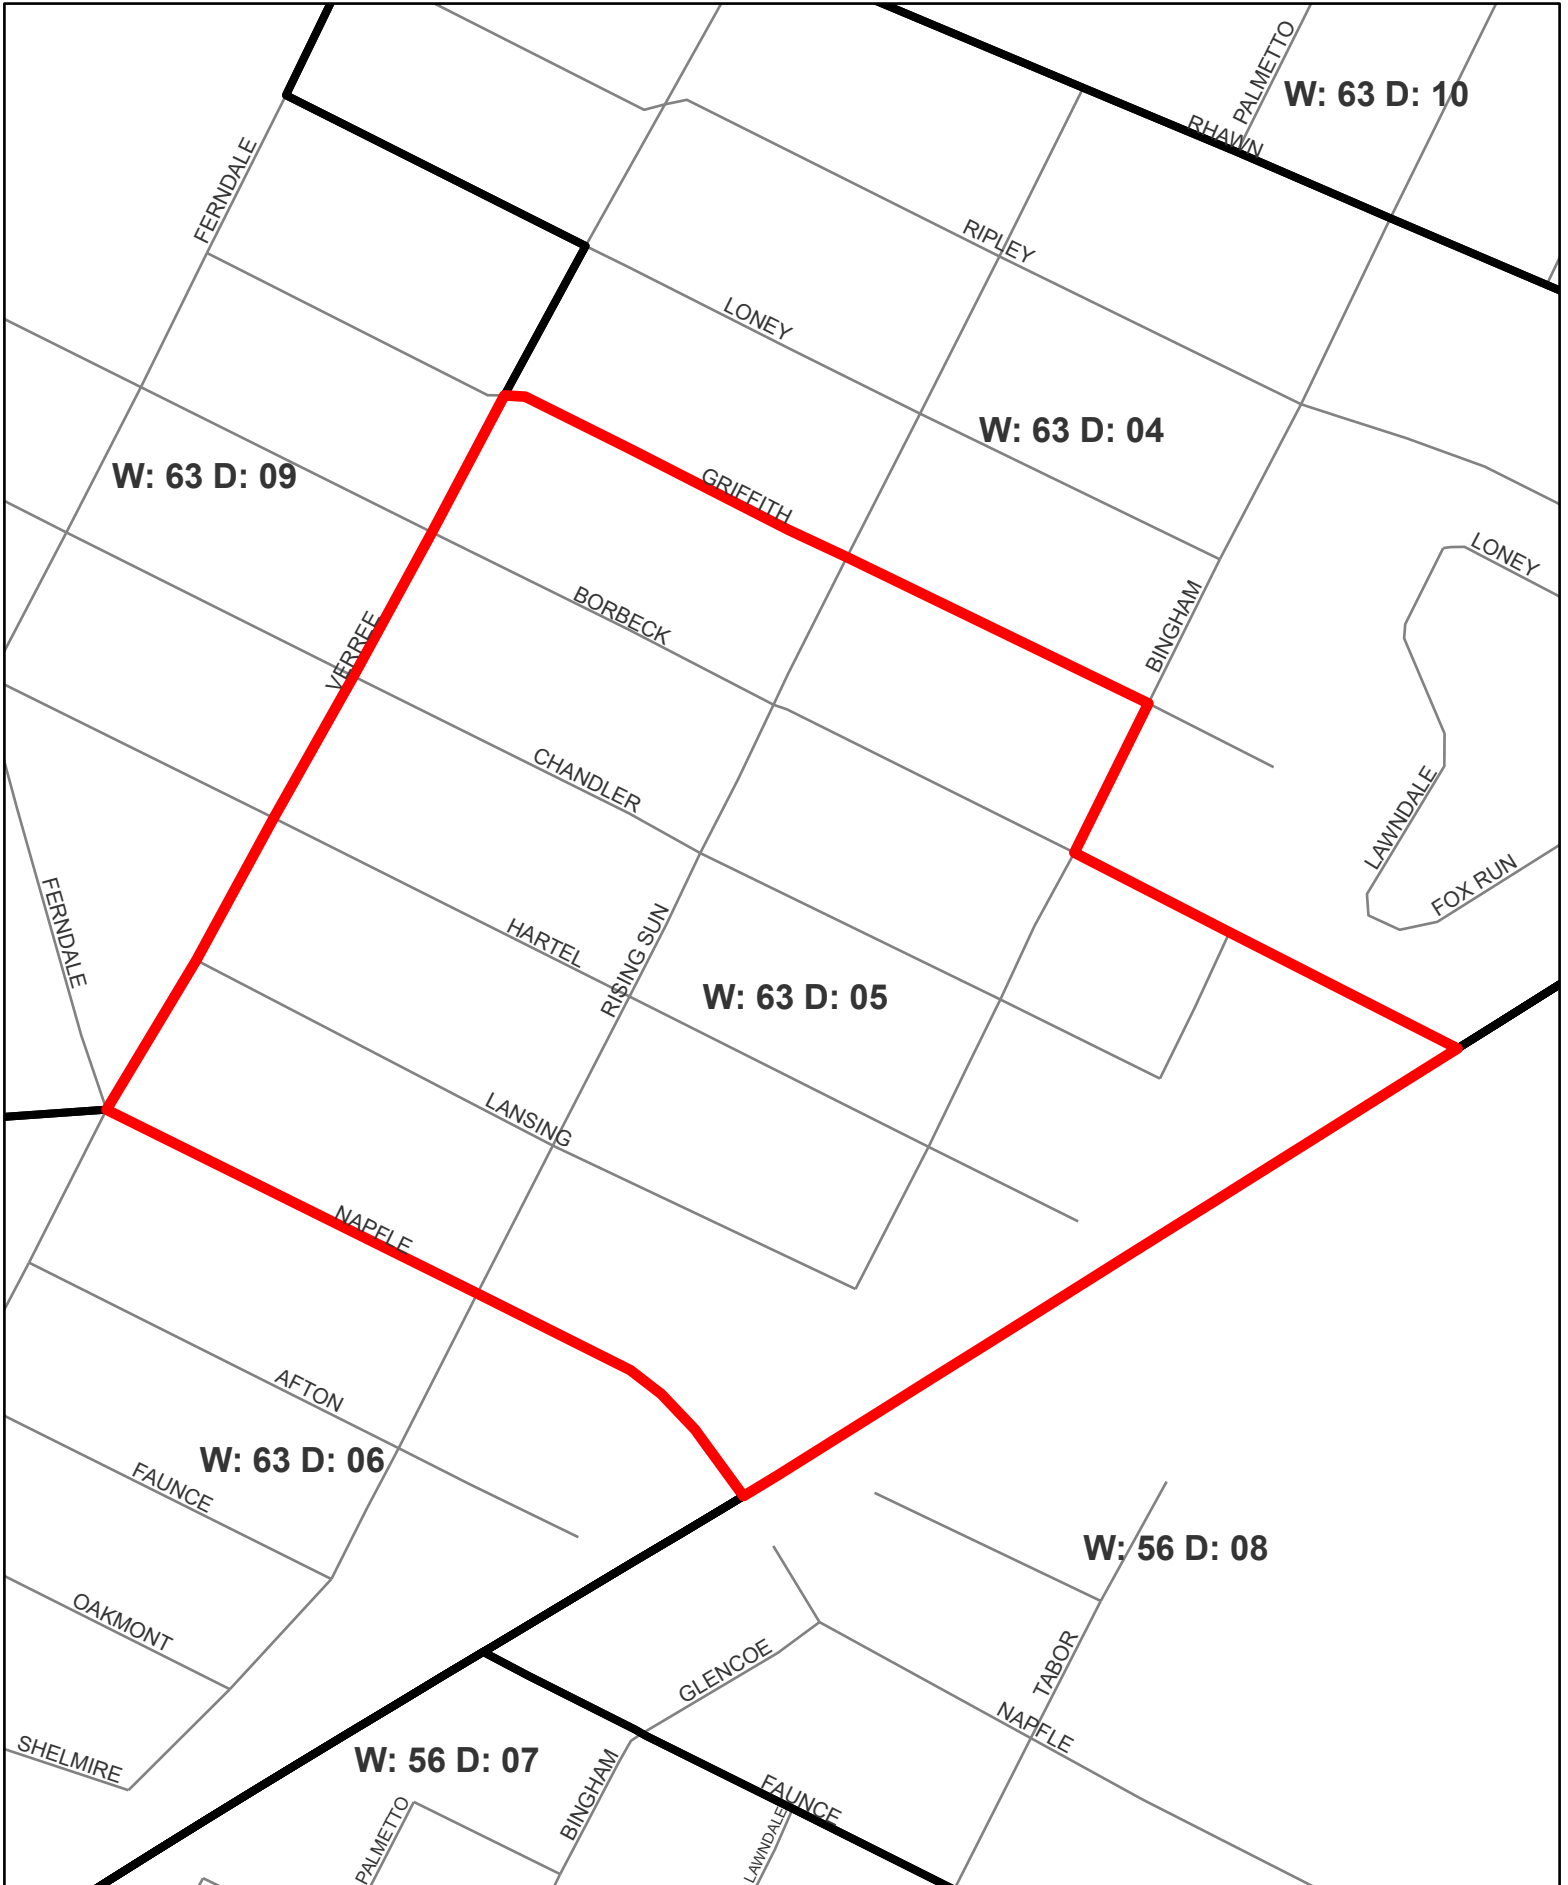 PALMETTO
W: 63 D: 10
RHAWN
FERNDALE
RIPLEY
LONEY
W: 63 D: 04
W: 63 D: 09
GRIFFITH
LONEY
BORBECK
BINGHAM
VERREE
CHANDLER
LAWNDALE
FOX RUN
FERNDALE
HARTEL
RISING SUN
W: 63 D: 05
LANSING
NAPFLE
AFTON
W: 63 D: 06
FAUNCE
W: 56 D: 08
OAKMONT
TABOR
GLENCOE
NAPFLE
SHELMIRE
W: 56 D: 07
BINGHAM
FAUNCE
PALMETTO
LAWNDALE